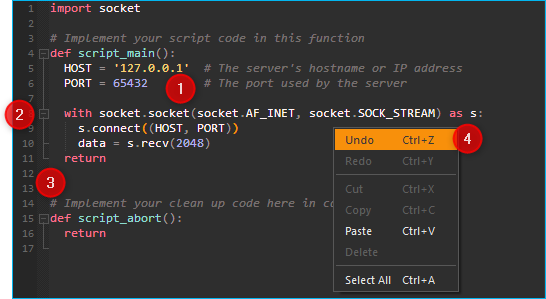 1 import socket
2
3 # Implement your script code in this function
4 def script_main():
5 HOST = '127.0.0.1' # The server's hostname or IP address
6 PORT = 65432 # The port used by the server
1
7
2 with socket.socket(socket.AF_INET, socket.SOCK_STREAM) as s:
9 s.connect((HOST, PORT))
10 data = s.recv(2048)
11 return
12
13
3
14 # Implement your clean up code here in
15 def script_abort():
16 return
17
Undo Ctrl+Z
4
Redo Ctrl+Y
Cut Ctrl+X
Copy Ctrl+C
Paste Ctrl+V
Delete
Select All Ctrl+A